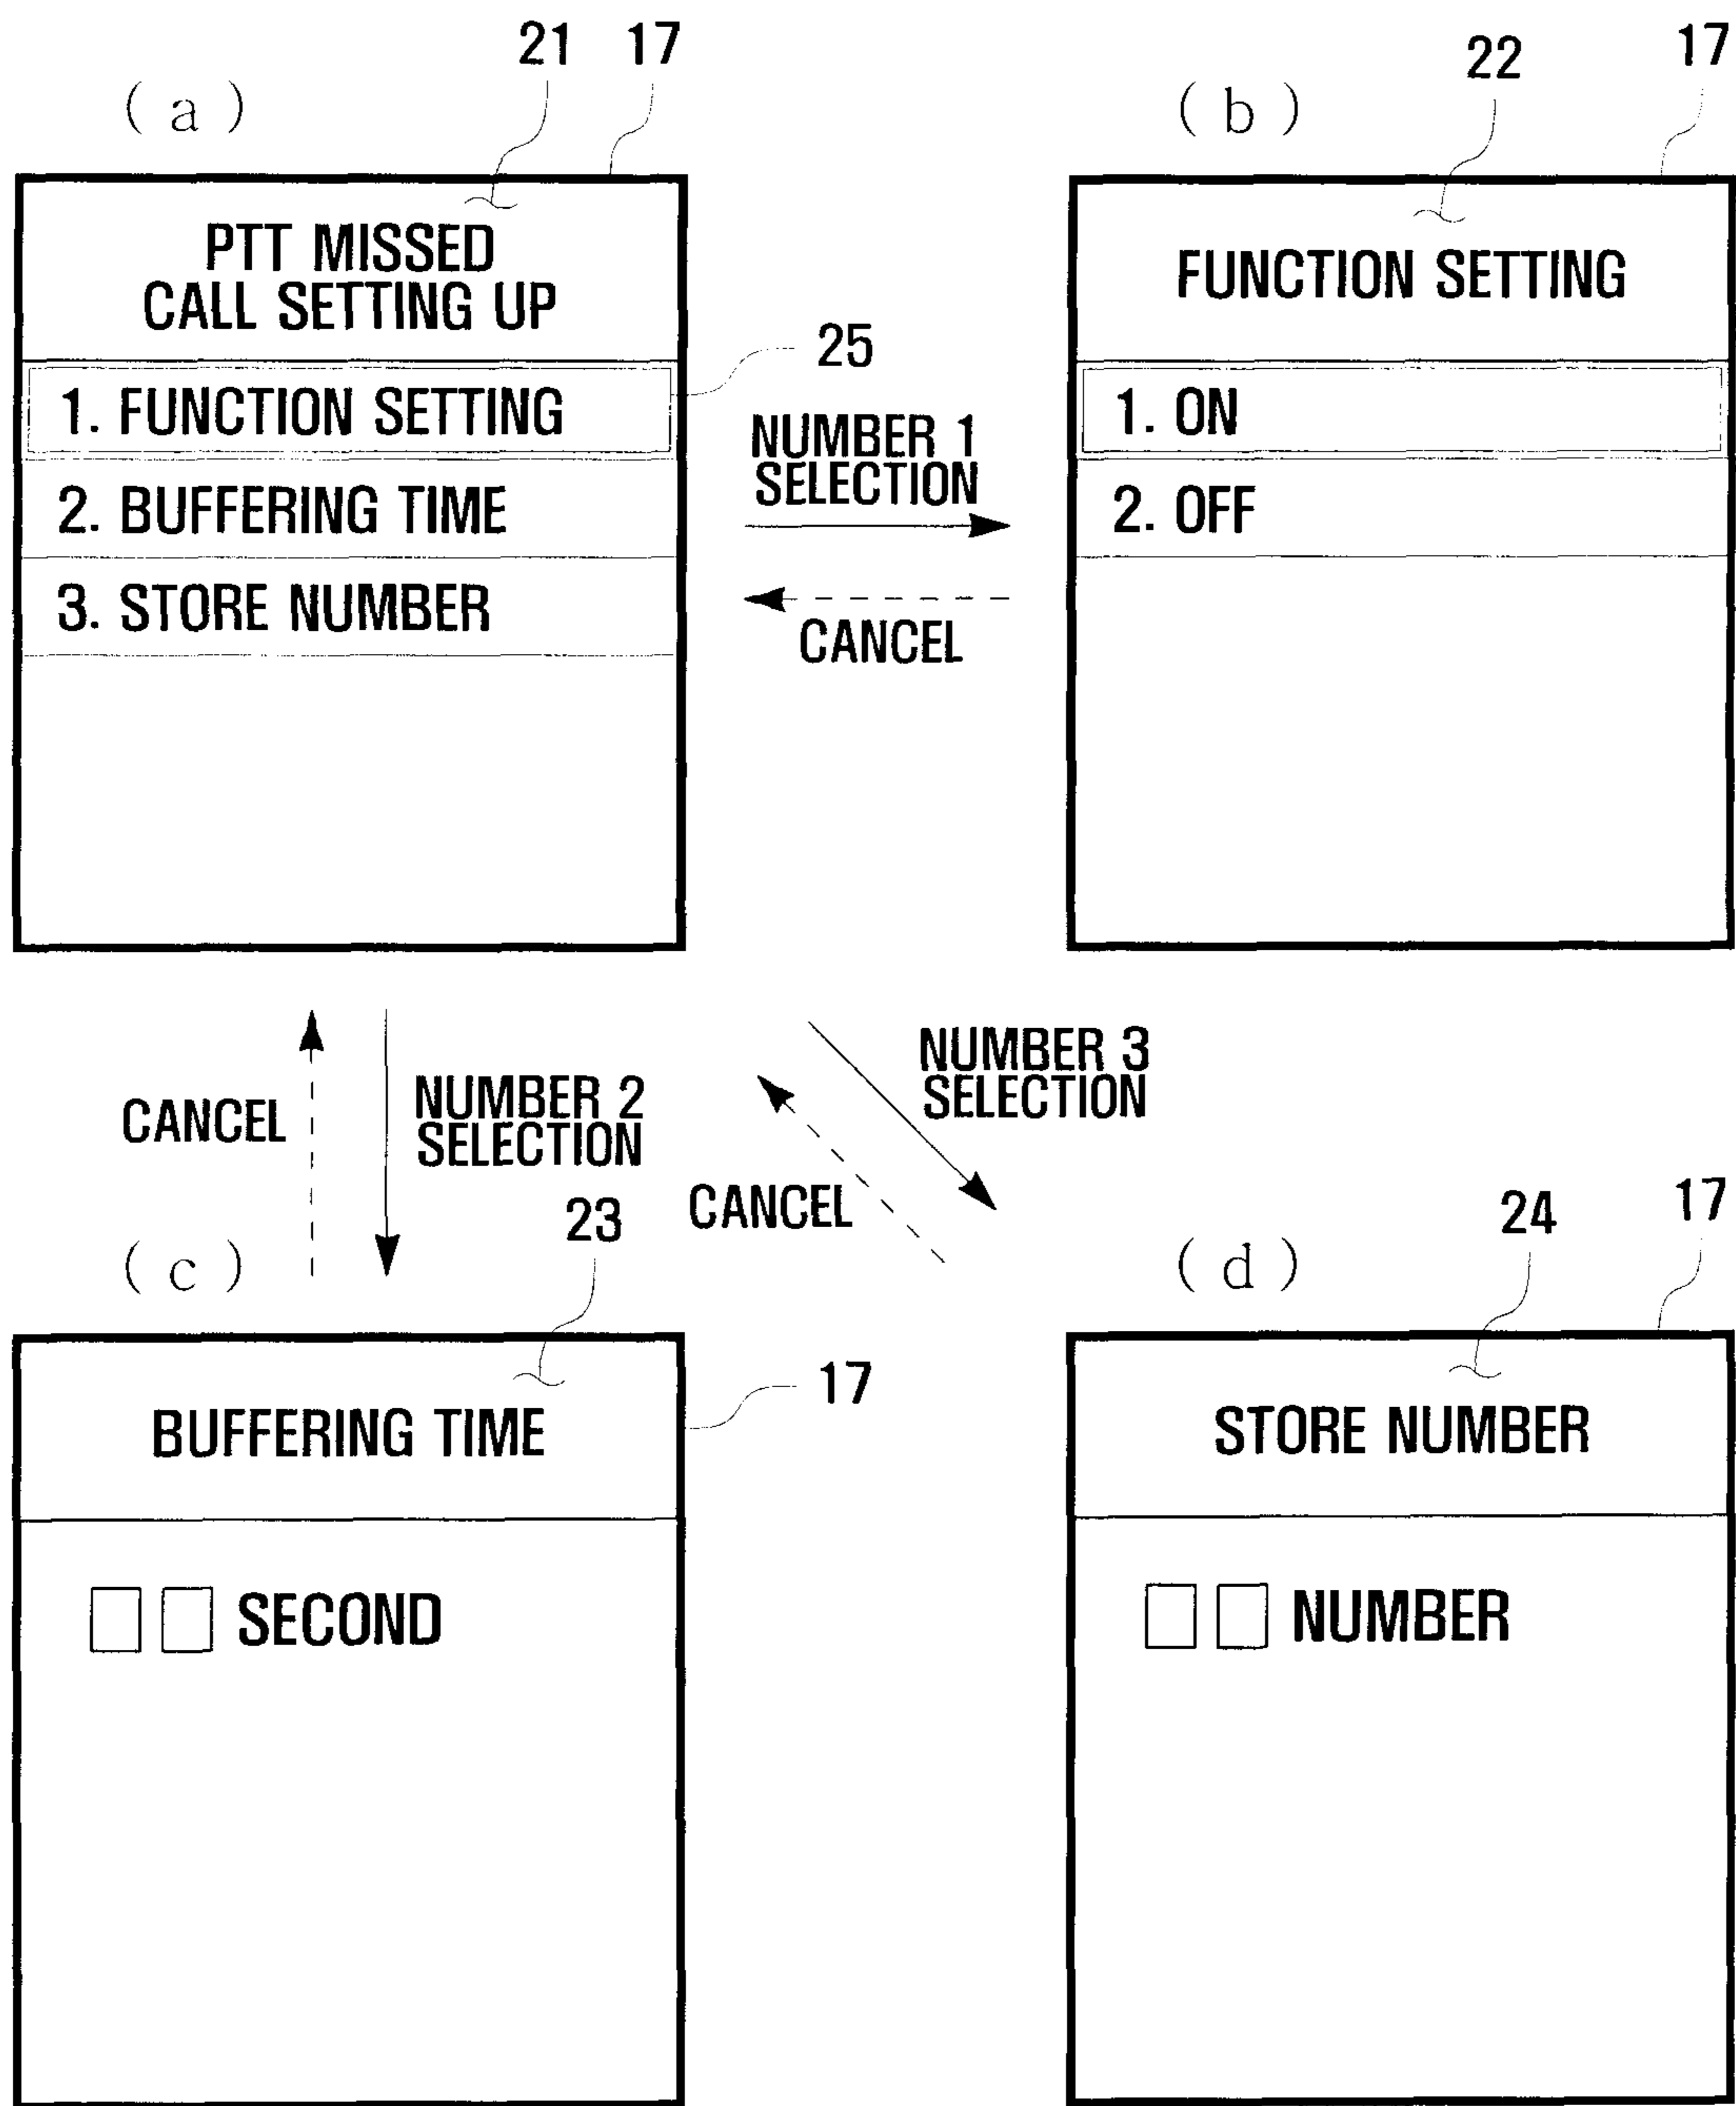 21 17
( a )
PTT MISSED
CALL SETTING UP
25
1. FUNCTION SETTING
2. BUFFERING TIME
3. STORE NUMBER
NUMBER 1
SELECTION
CANCEL
22 17
( b )
FUNCTION SETTING
1. ON
2. OFF
CANCEL
NUMBER 2
SELECTION
NUMBER 3
SELECTION
CANCEL
23
( c )
17
BUFFERING TIME
SECOND
24 17
( d )
STORE NUMBER
NUMBER